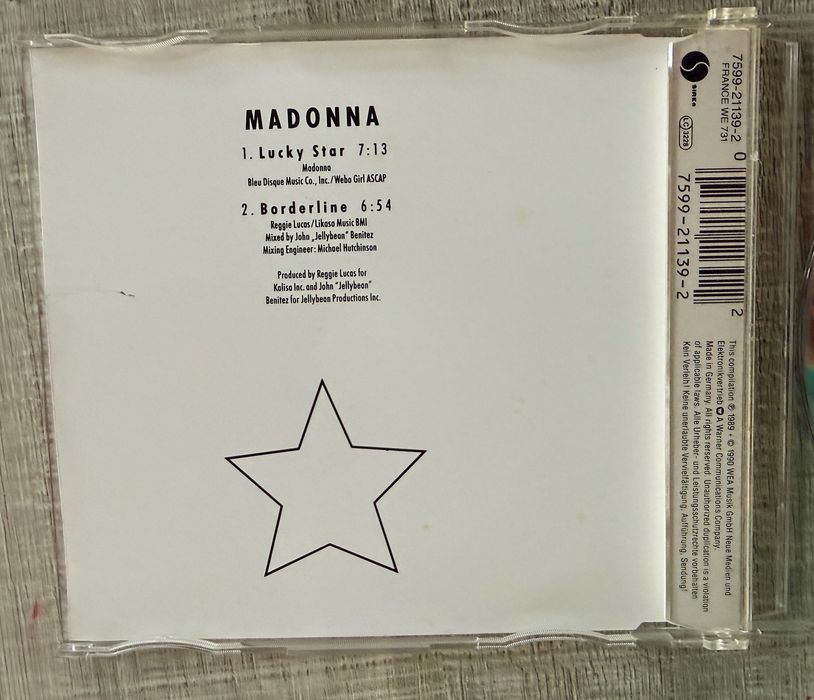 MADONNA
1. Lucky Star 7:13
Madonna
Bleu Disque Music Co., Inc./Webo Girl ASCAP
2. Borderline 6:54
Reggie Lucas/Likasa Music BMI
Mixed by John „Jellybean" Benitez
Mixing Engineer: Michael Hutchinson
Produced by Reggie Lucas for
Kalisa Inc. and John "Jellybean"
Benitez for Jellybean Productions Inc.
SIRE®
7599-21139-2
FRANCE WE 731
LC 3228
0
7599-21139-2
2
This compilation ℗ 1989 + © 1990 WEA Musik GmbH Neue Medien und
Elektronikvertrieb A Warner Communications Company.
Made in Germany. All rights reserved. Unauthorized duplication is a violation
of applicable laws. Alle Urheber- und Leistungsschutzrechte vorbehalten
Kein Verleih! Keine unerlaubte Vervielfältigung, Aufführung, Sendung!